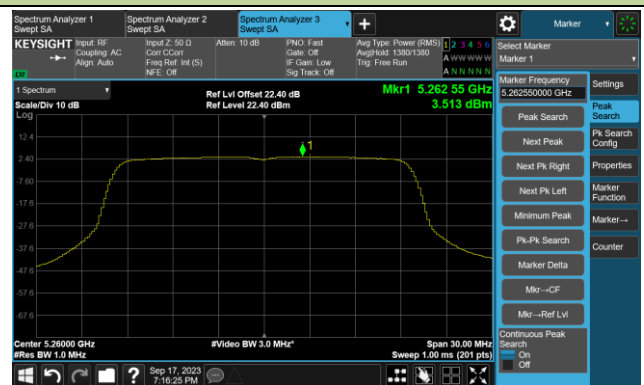 Spectrum Analyzer 1
Swept SA
Spectrum Analyzer 2
Swept SA
Spectrum Analyzer 3
Swept SA
Marker
KEYSIGHT
Input: RF
Coupling: AC
Align: Auto
Input Z: 50 Ω
Corr CCorr
Freq Ref: Int (S)
NFE: Off
Atten: 10 dB
PNO: Fast
Gate: Off
IF Gain: Low
Sig Track: Off
Avg Type: Power (RMS)
Avg|Hold: 1380/1380
Trig: Free Run
1 2 3 4 5 6
A W W W W W
A N N N N N
LW
Select Marker
Marker 1
1 Spectrum
Scale/Div 10 dB
Log
Ref Lvl Offset 22.40 dB
Ref Level 22.40 dBm
Mkr1 5.262 55 GHz
3.513 dBm
1
12.4
2.40
-7.60
-17.6
-27.6
-37.6
-47.6
-57.6
-67.6
Center 5.26000 GHz
#Res BW 1.0 MHz
#Video BW 3.0 MHz*
Span 30.00 MHz
Sweep 1.00 ms (201 pts)
Marker Frequency
5.262550000 GHz
Peak Search
Next Peak
Next Pk Right
Next Pk Left
Minimum Peak
Pk-Pk Search
Marker Delta
Mkr→CF
Mkr→Ref Lvl
Continuous Peak
Search
On
Off
Settings
Peak
Search
Pk Search
Config
Properties
Marker
Function
Marker→
Counter
Sep 17, 2023
7:16:25 PM